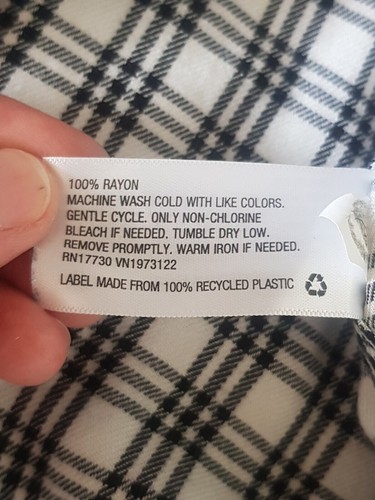 100% RAYON
MACHINE WASH COLD WITH LIKE COLORS.
GENTLE CYCLE. ONLY NON-CHLORINE
BLEACH IF NEEDED. TUMBLE DRY LOW.
REMOVE PROMPTLY. WARM IRON IF NEEDED.
RN17730 VN1973122
LABEL MADE FROM 100% RECYCLED PLASTIC